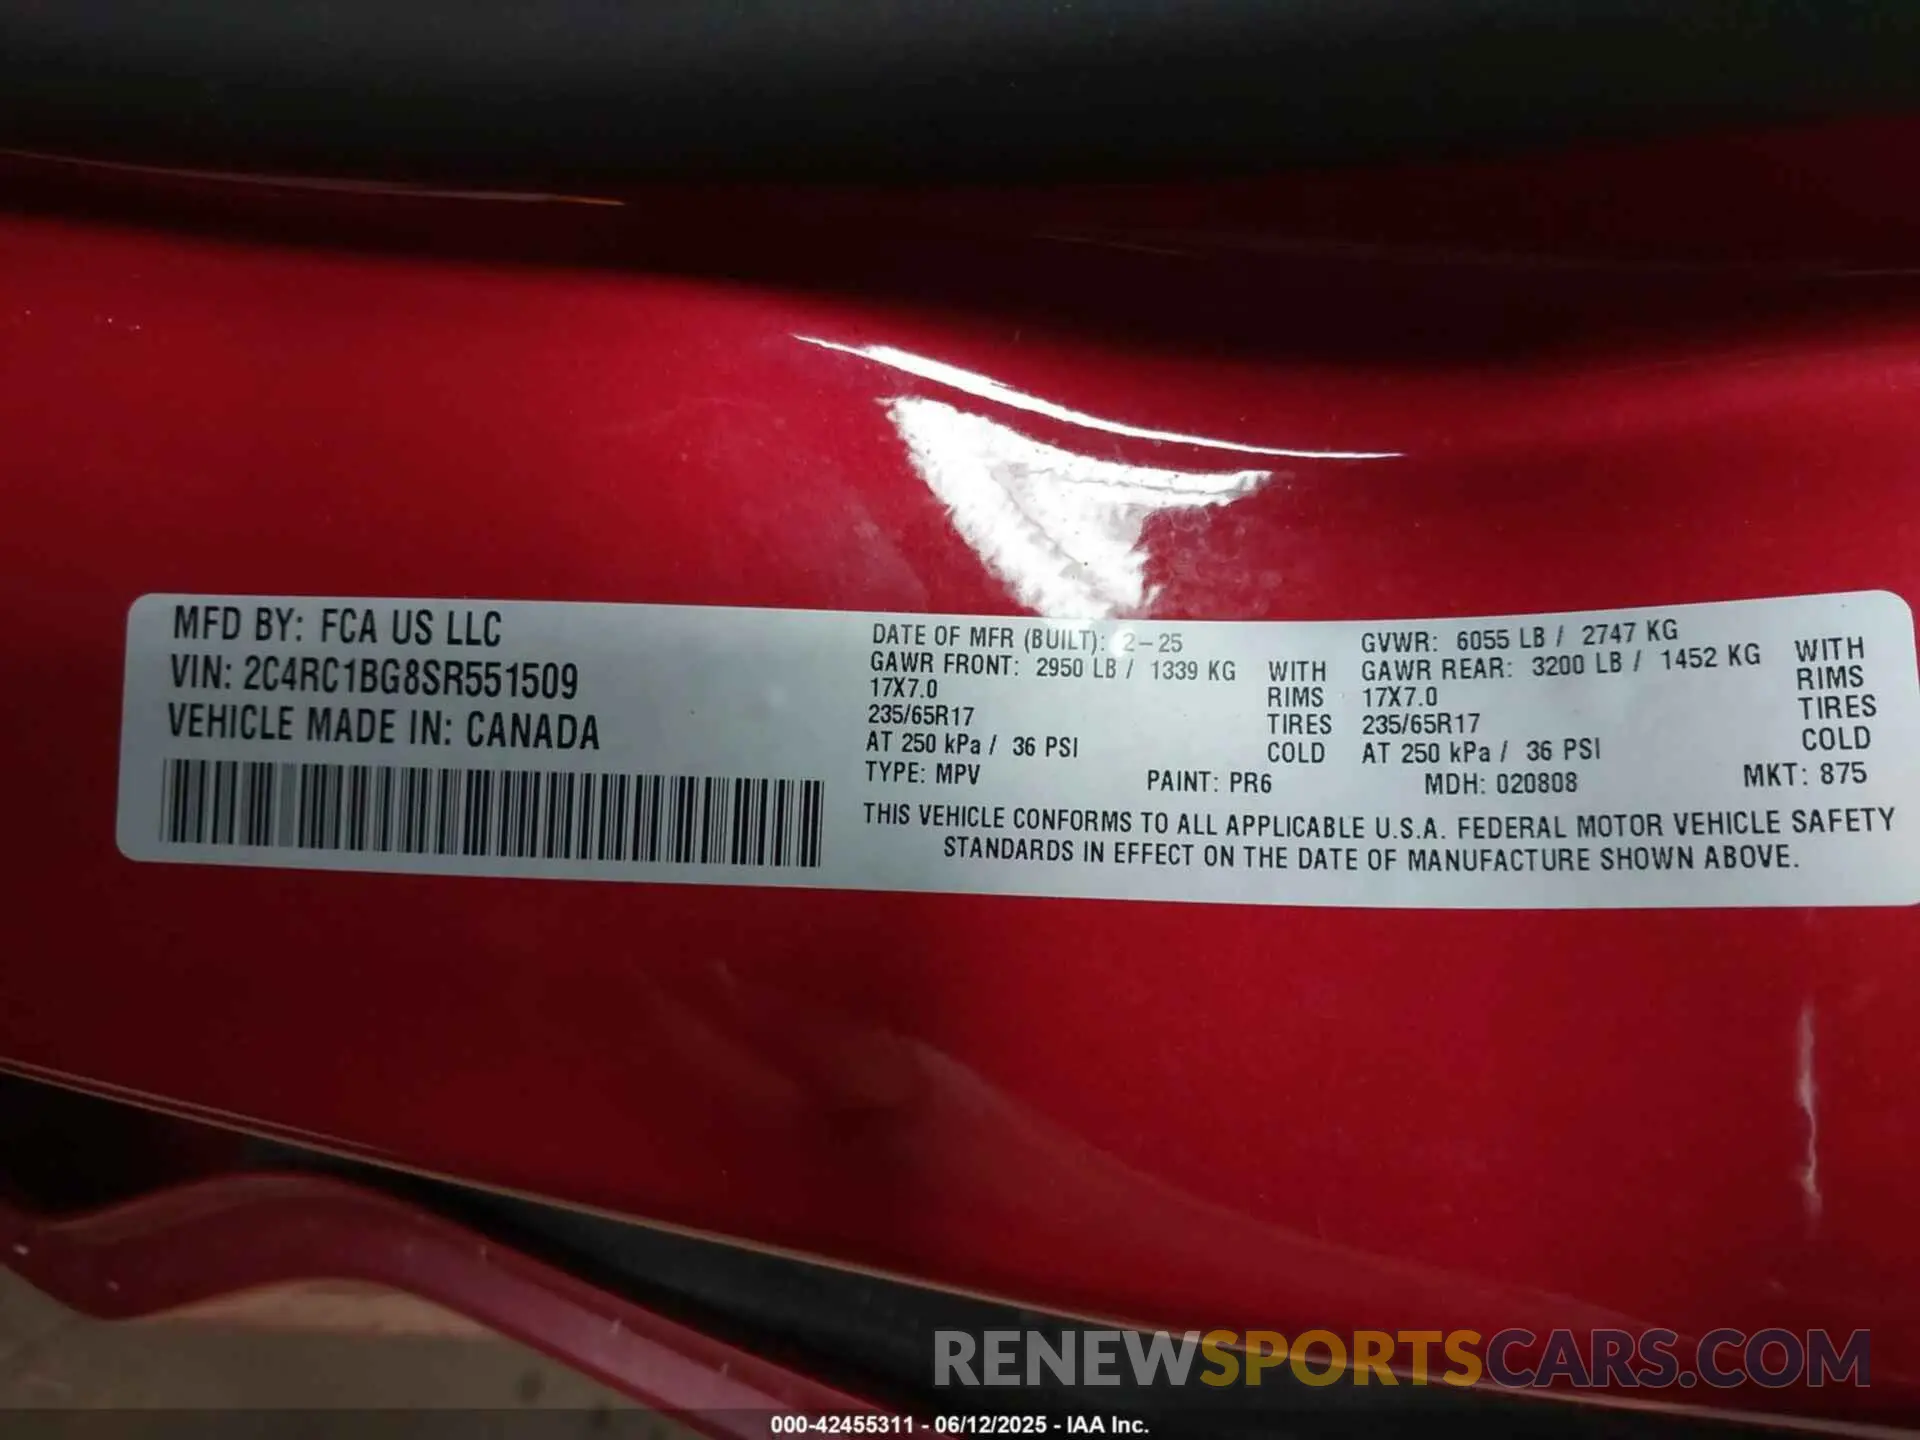 MFD BY: FCA US LLC
VIN: 2C4RC1BG8SR551509
VEHICLE MADE IN: CANADA
DATE OF MFR (BUILT): 2-25 GVWR: 6055 LB / 2747 KG
GAWR FRONT: 2950 LB / 1339 KG WITH GAWR REAR: 3200 LB / 1452 KG WITH
17X7.0 RIMS 17X7.0 RIMS
235/65R17 TIRES 235/65R17 TIRES
AT 250 kPa / 36 PSI COLD AT 250 kPa / 36 PSI COLD
TYPE: MPV PAINT: PR6 MDH: 020808 MKT: 875
THIS VEHICLE CONFORMS TO ALL APPLICABLE U.S.A. FEDERAL MOTOR VEHICLE SAFETY
STANDARDS IN EFFECT ON THE DATE OF MANUFACTURE SHOWN ABOVE.
RENEWSPORTSCARS.COM
000-42455311 - 06/12/2025 - IAA Inc.